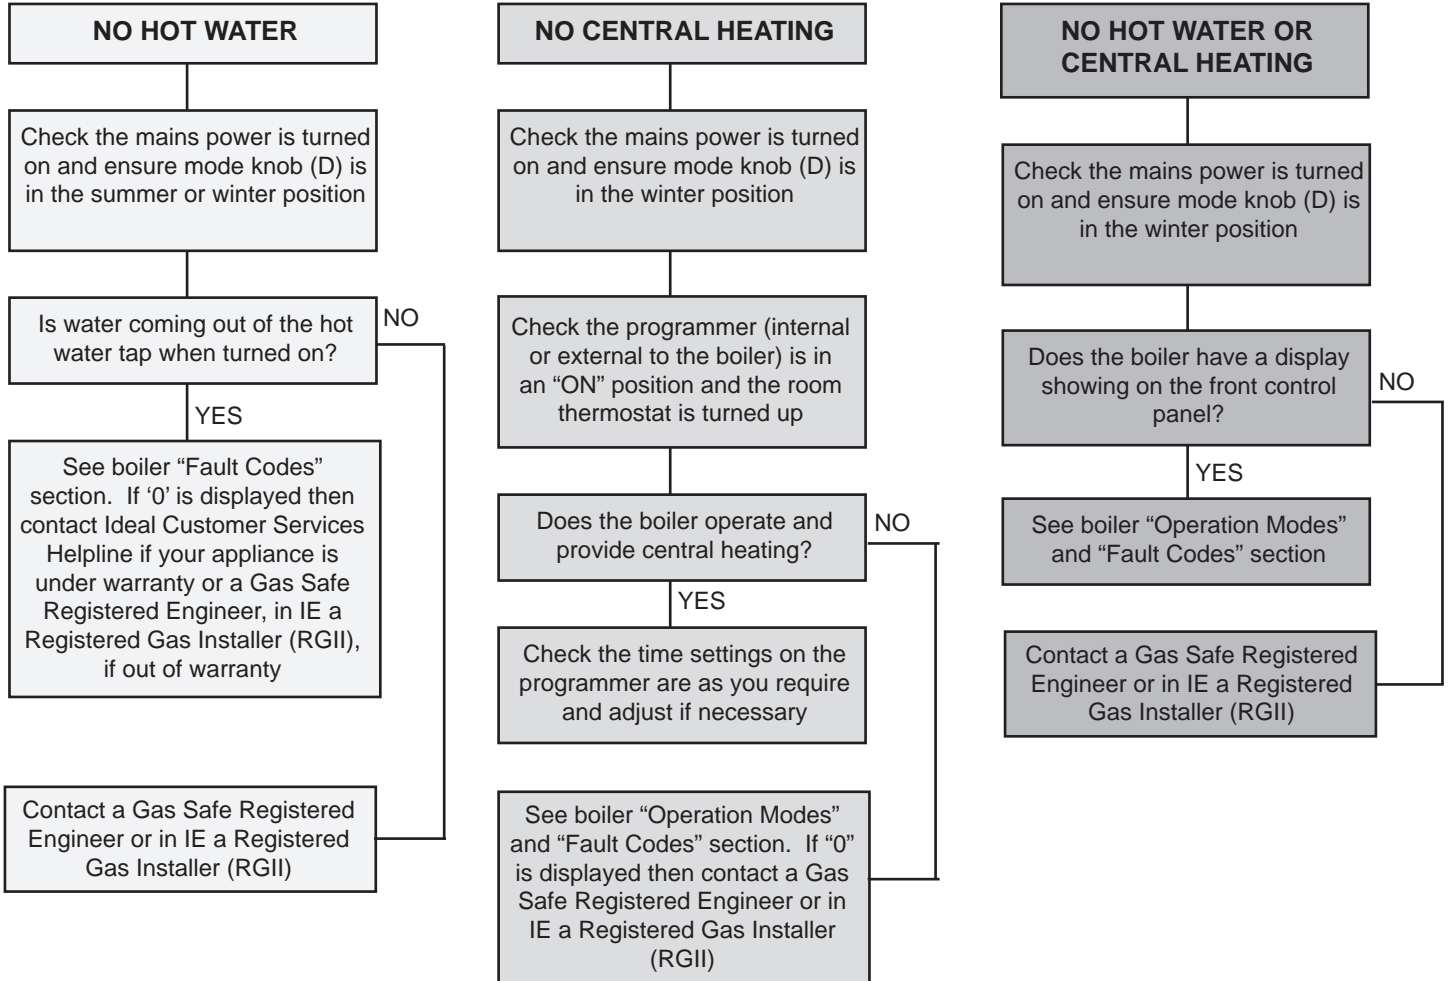 NO HOT WATER
Check the mains power is turned
on and ensure mode knob (D) is
in the summer or winter position
Is water coming out of the hot
water tap when turned on?
NO
YES
See boiler “Fault Codes”
section.  If ‘0’ is displayed then
contact Ideal Customer Services
Helpline if your appliance is
under warranty or a Gas Safe
Registered Engineer, in IE a
Registered Gas Installer (RGII),
if out of warranty
Contact a Gas Safe Registered
Engineer or in IE a Registered
Gas Installer (RGII)
NO CENTRAL HEATING
Check the mains power is turned
on and ensure mode knob (D) is
in the winter position
Check the programmer (internal
or external to the boiler) is in
an “ON” position and the room
thermostat is turned up
Does the boiler operate and
provide central heating?
NO
YES
Check the time settings on the
programmer are as you require
and adjust if necessary
See boiler “Operation Modes”
and “Fault Codes” section.  If “0”
is displayed then contact a Gas
Safe Registered Engineer or in
IE a Registered Gas Installer
(RGII)
NO HOT WATER OR
CENTRAL HEATING
Check the mains power is turned
on and ensure mode knob (D) is
in the winter position
Does the boiler have a display
showing on the front control
panel?
NO
YES
See boiler “Operation Modes”
and “Fault Codes” section
Contact a Gas Safe Registered
Engineer or in IE a Registered
Gas Installer (RGII)